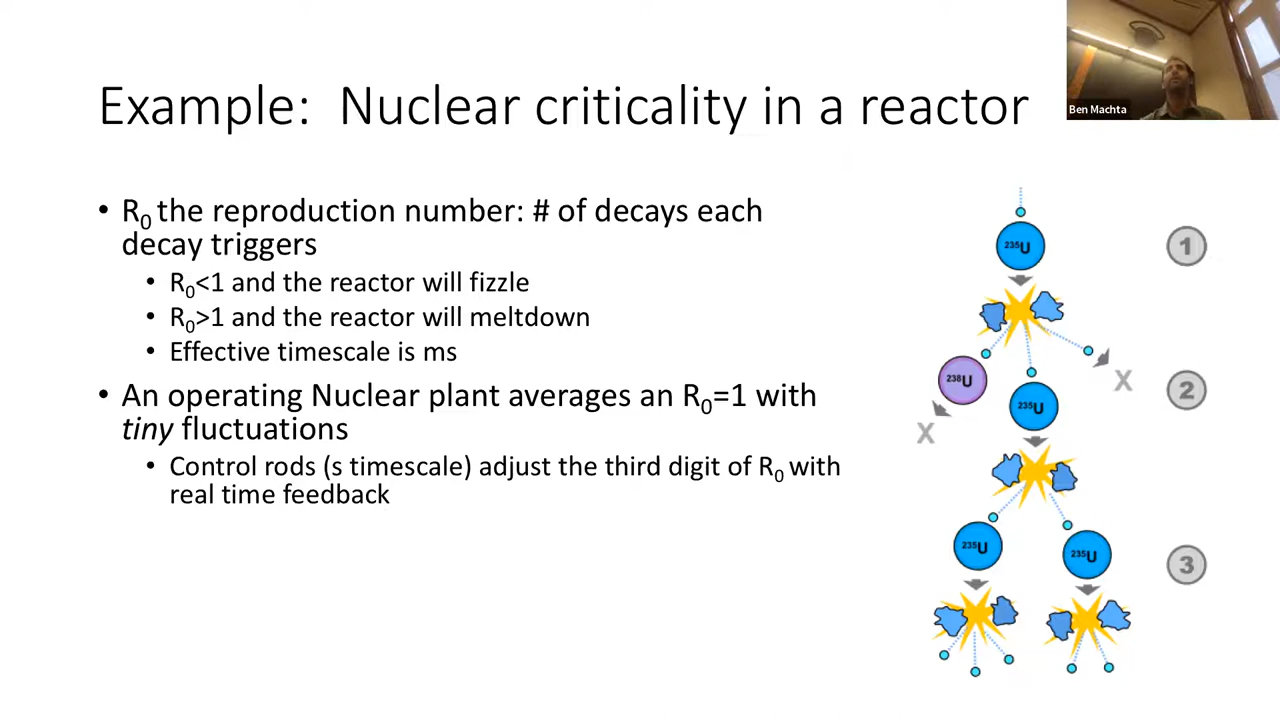 Example: Nuclear criticality in a reactor
Ben Machta
• R0 the reproduction number: # of decays each
decay triggers
• R0<1 and the reactor will fizzle
• R0>1 and the reactor will meltdown
• Effective timescale is ms
• An operating Nuclear plant averages an R0=1 with
tiny fluctuations
• Control rods (s timescale) adjust the third digit of R0 with
real time feedback
235U
1
238U
X
235U
X
2
235U
235U
3